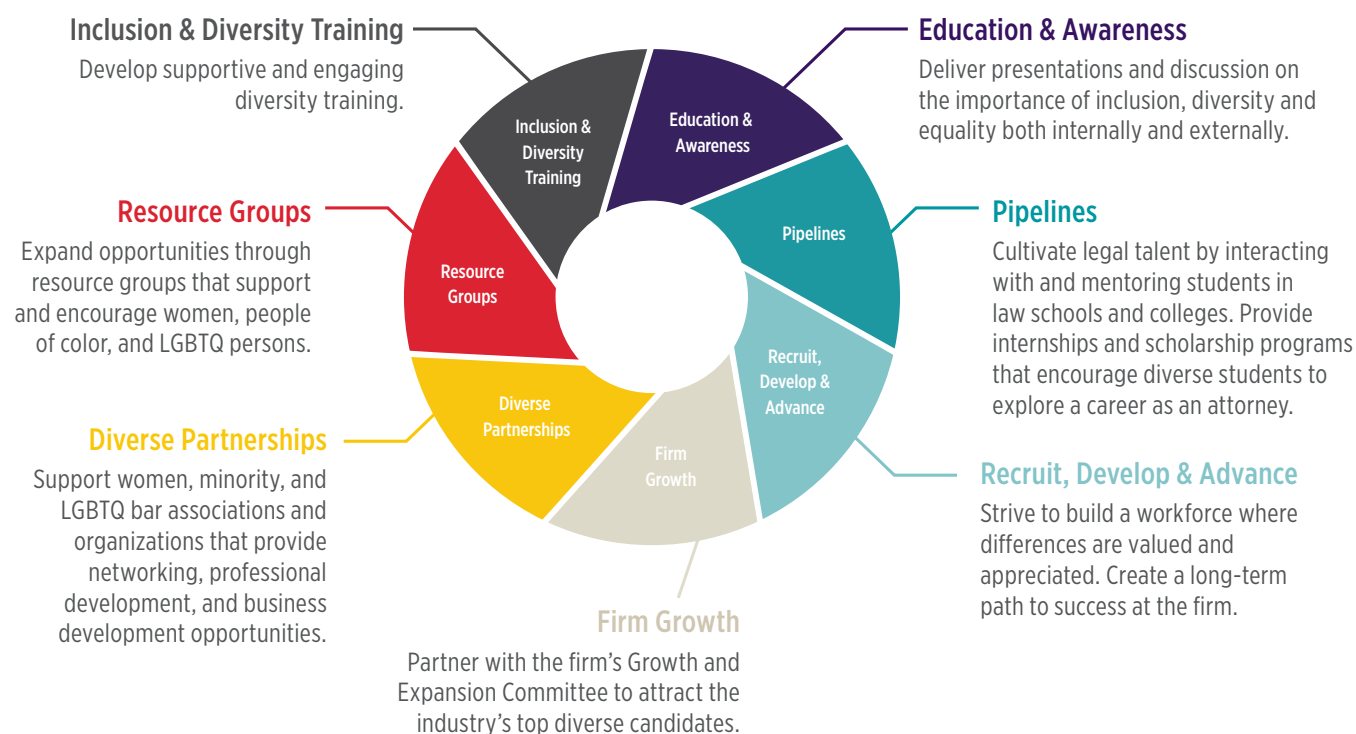 Inclusion & Diversity Training
Develop supportive and engaging
diversity training.
Education & Awareness
Deliver presentations and discussion on
the importance of inclusion, diversity and
equality both internally and externally.
Pipelines
Cultivate legal talent by interacting
with and mentoring students in
law schools and colleges. Provide
internships and scholarship programs
that encourage diverse students to
explore a career as an attorney.
Recruit, Develop & Advance
Strive to build a workforce where
differences are valued and
appreciated. Create a long-term
path to success at the firm.
Firm Growth
Partner with the firm's Growth and
Expansion Committee to attract the
industry's top diverse candidates.
Diverse Partnerships
Support women, minority, and
LGBTQ bar associations and
organizations that provide
networking, professional
development, and business
development opportunities.
Resource Groups
Expand opportunities through
resource groups that support
and encourage women, people
of color, and LGBTQ persons.
Inclusion &
Diversity
Training
Education &
Awareness
Pipelines
Recruit,
Develop &
Advance
Firm
Growth
Diverse
Partnerships
Resource
Groups